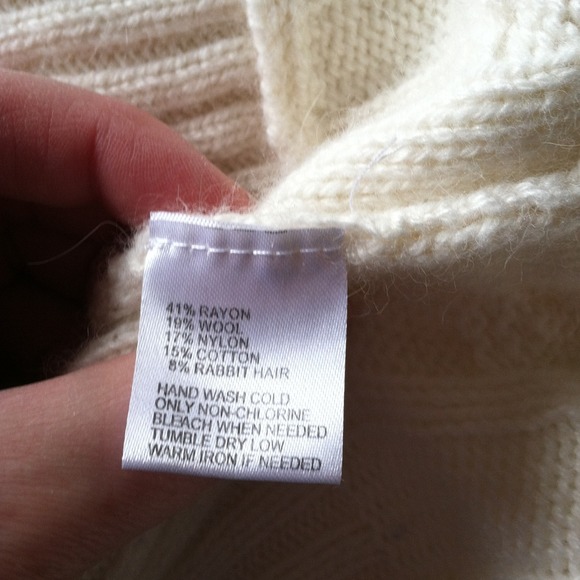 41% RAYON
19% WOOL
17% NYLON
15% COTTON
8% RABBIT HAIR
HAND WASH COLD
ONLY NON-CHLORINE
BLEACH WHEN NEEDED
TUMBLE DRY LOW
WARM IRON IF NEEDED